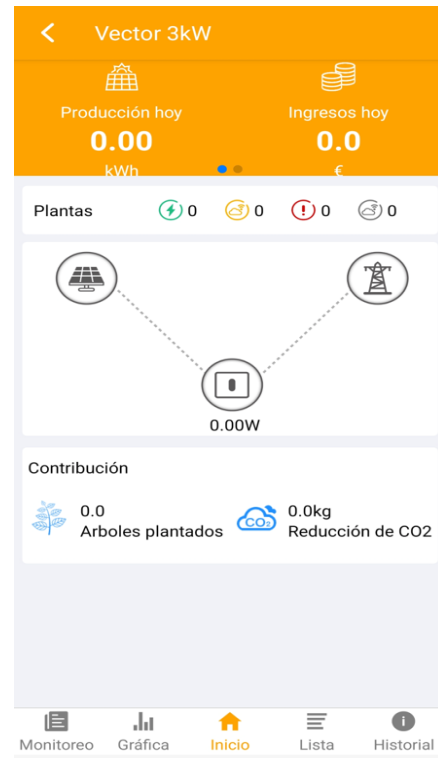 Vector 3kW
Producción hoy
Ingresos hoy
0.00
0.0
kWh
€
Plantas 0 0 0 0
0.00W
Contribución
0.0
Arboles plantados
CO2
0.0kg
Reducción de CO2
Monitoreo Gráfica Inicio Lista Historial